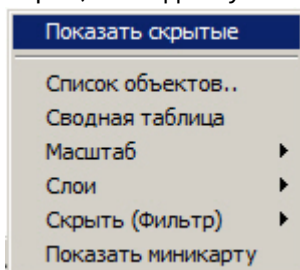 Показать скрытые
Список объектов..
Сводная таблица
Масштаб
Слои
Скрыть (Фильтр)
Показать миникарту